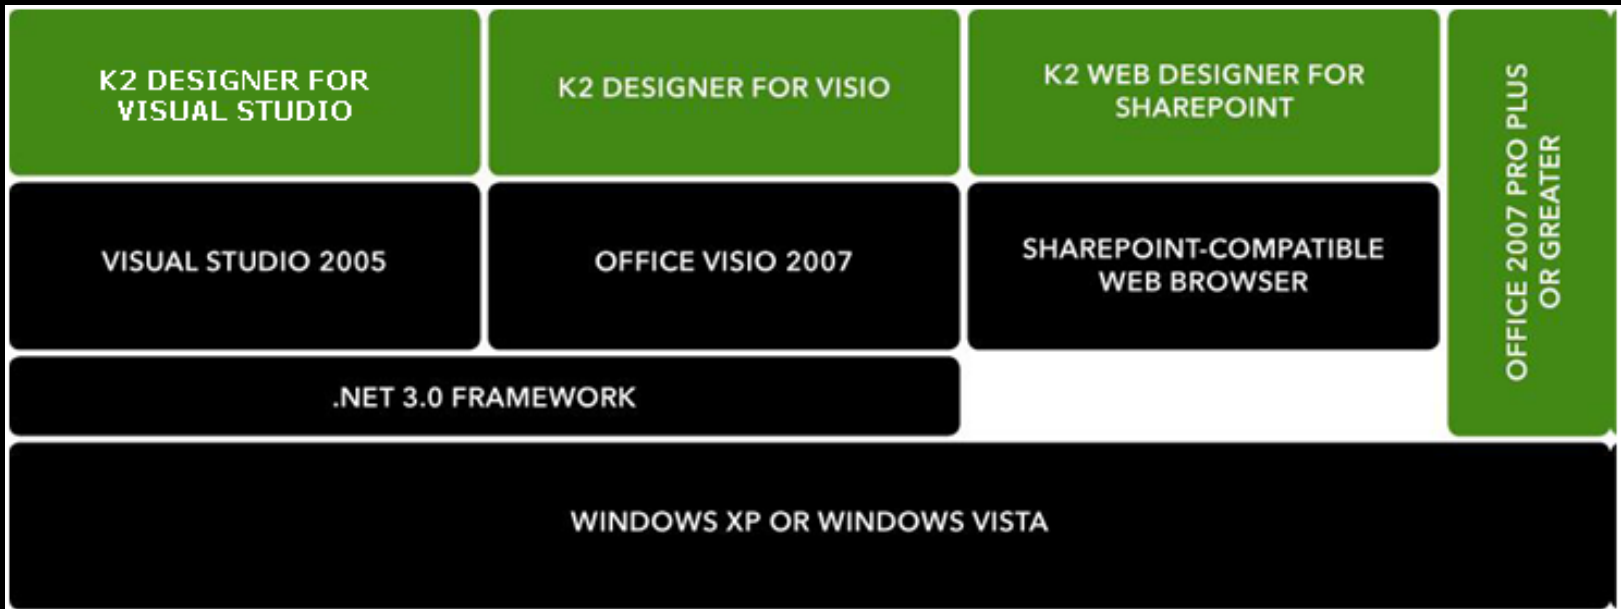 K2 DESIGNER FOR
VISUAL STUDIO
K2 DESIGNER FOR VISIO
K2 WEB DESIGNER FOR
SHAREPOINT
OFFICE 2007 PRO PLUS
OR GREATER
VISUAL STUDIO 2005
OFFICE VISIO 2007
SHAREPOINT-COMPATIBLE
WEB BROWSER
.NET 3.0 FRAMEWORK
WINDOWS XP OR WINDOWS VISTA